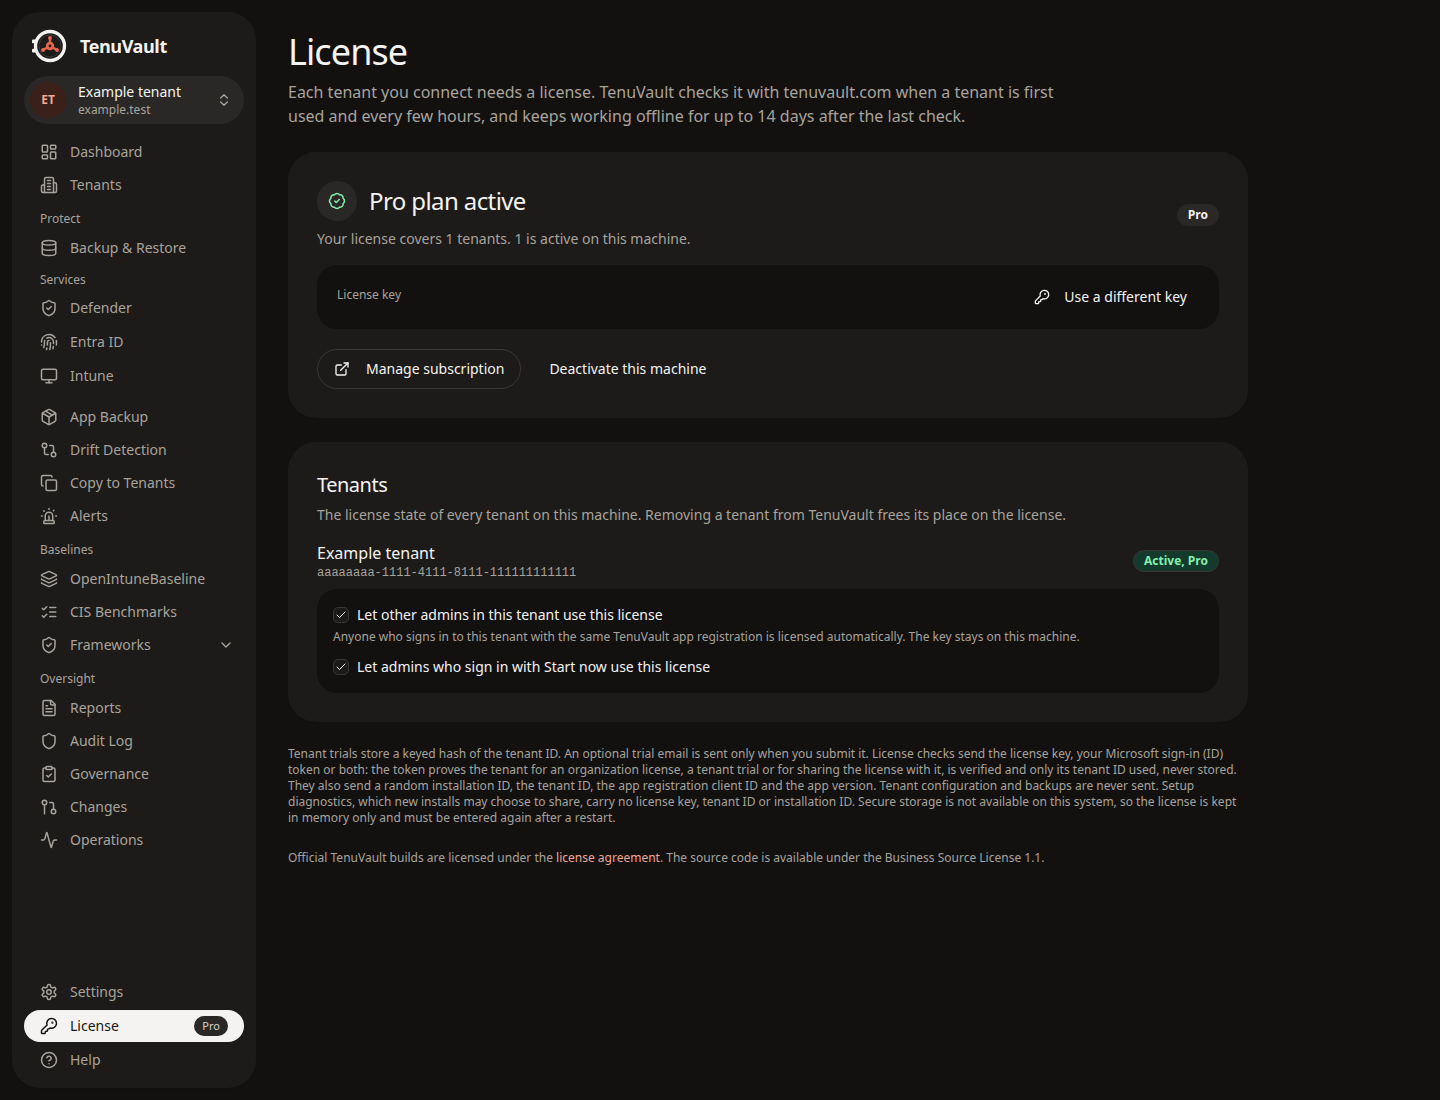 TenuVault
ET
Example tenant
example.test
Dashboard
Tenants
Protect
Backup & Restore
Services
Defender
Entra ID
Intune
App Backup
Drift Detection
Copy to Tenants
Alerts
Baselines
OpenIntuneBaseline
CIS Benchmarks
Frameworks
Oversight
Reports
Audit Log
Governance
Changes
Operations
Settings
License
Pro
Help
License
Each tenant you connect needs a license. TenuVault checks it with tenuvault.com when a tenant is first
used and every few hours, and keeps working offline for up to 14 days after the last check.
Pro plan active
Pro
Your license covers 1 tenants. 1 is active on this machine.
License key
Use a different key
Manage subscription
Deactivate this machine
Tenants
The license state of every tenant on this machine. Removing a tenant from TenuVault frees its place on the license.
Example tenant
aaaaaaaa-1111-4111-8111-111111111111
Active, Pro
Let other admins in this tenant use this license
Anyone who signs in to this tenant with the same TenuVault app registration is licensed automatically. The key stays on this machine.
Let admins who sign in with Start now use this license
Tenant trials store a keyed hash of the tenant ID. An optional trial email is sent only when you submit it. License checks send the license key, your Microsoft sign-in (ID)
token or both: the token proves the tenant for an organization license, a tenant trial or for sharing the license with it, is verified and only its tenant ID used, never stored.
They also send a random installation ID, the tenant ID, the app registration client ID and the app version. Tenant configuration and backups are never sent. Setup
diagnostics, which new installs may choose to share, carry no license key, tenant ID or installation ID. Secure storage is not available on this system, so the license is kept
in memory only and must be entered again after a restart.
Official TenuVault builds are licensed under the license agreement. The source code is available under the Business Source License 1.1.